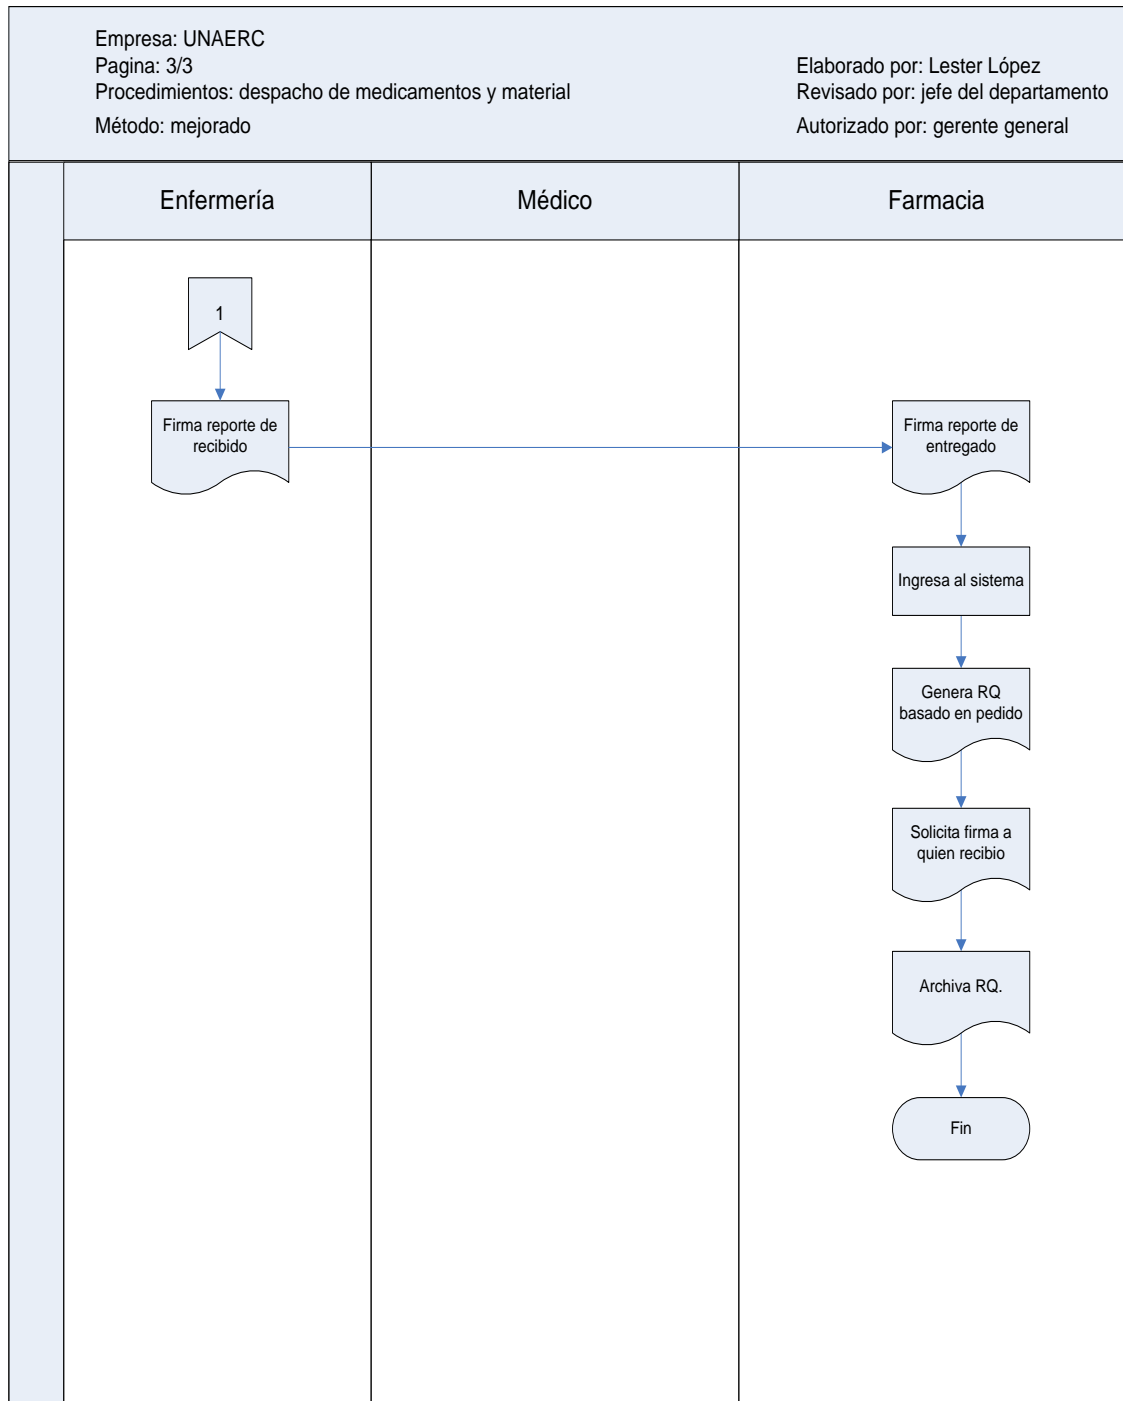 Empresa: UNAERC
Pagina: 3/3
Procedimientos: despacho de medicamentos y material
Método: mejorado
Elaborado por: Lester López
Revisado por: jefe del departamento
Autorizado por: gerente general
Enfermería
Médico
Farmacia
1
Firma reporte de
recibido
Firma reporte de
entregado
Ingresa al sistema
Genera RQ
basado en pedido
Solicita firma a
quien recibio
Archiva RQ.
Fin